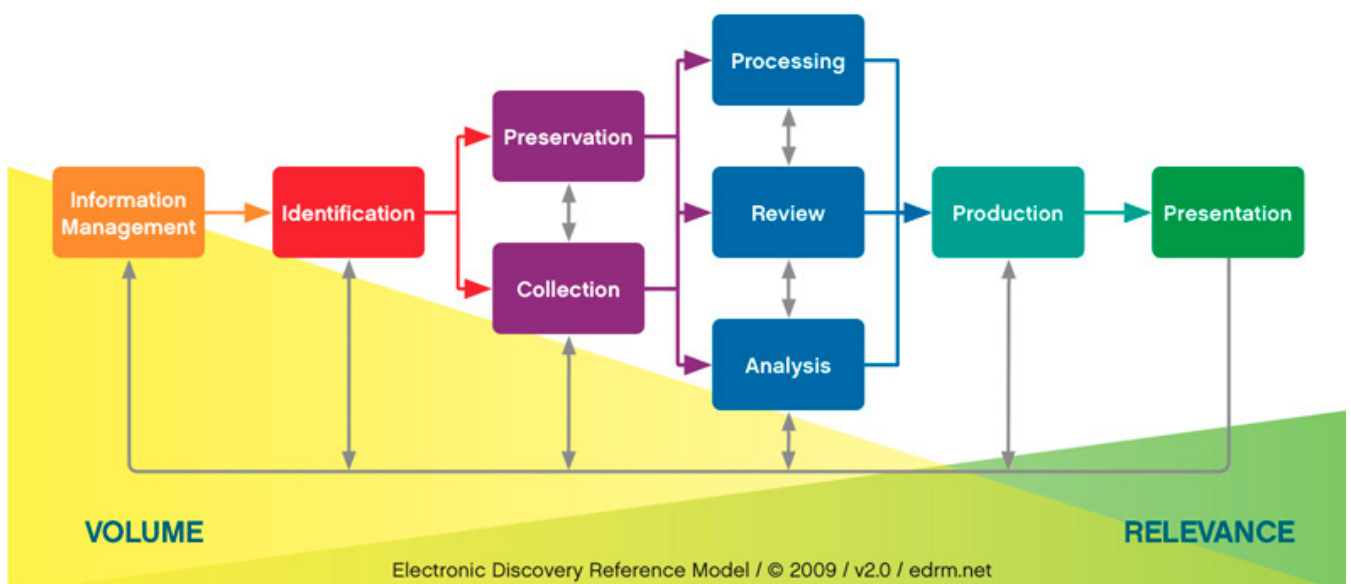 Information
Management
Identification
Preservation
Collection
Processing
Review
Analysis
Production
Presentation
VOLUME
RELEVANCE
Electronic Discovery Reference Model / © 2009 / v2.0 / edrm.net